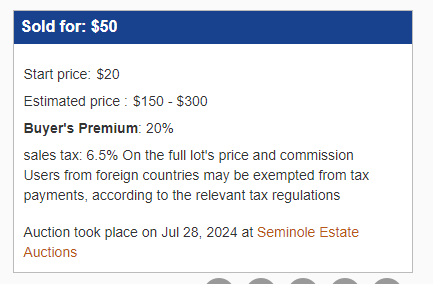 Sold for: $50
Start price: $20
Estimated price : $150 - $300
Buyer's Premium: 20%
sales tax: 6.5% On the full lot's price and commission
Users from foreign countries may be exempted from tax
payments, according to the relevant tax regulations
Auction took place on Jul 28, 2024 at Seminole Estate
Auctions